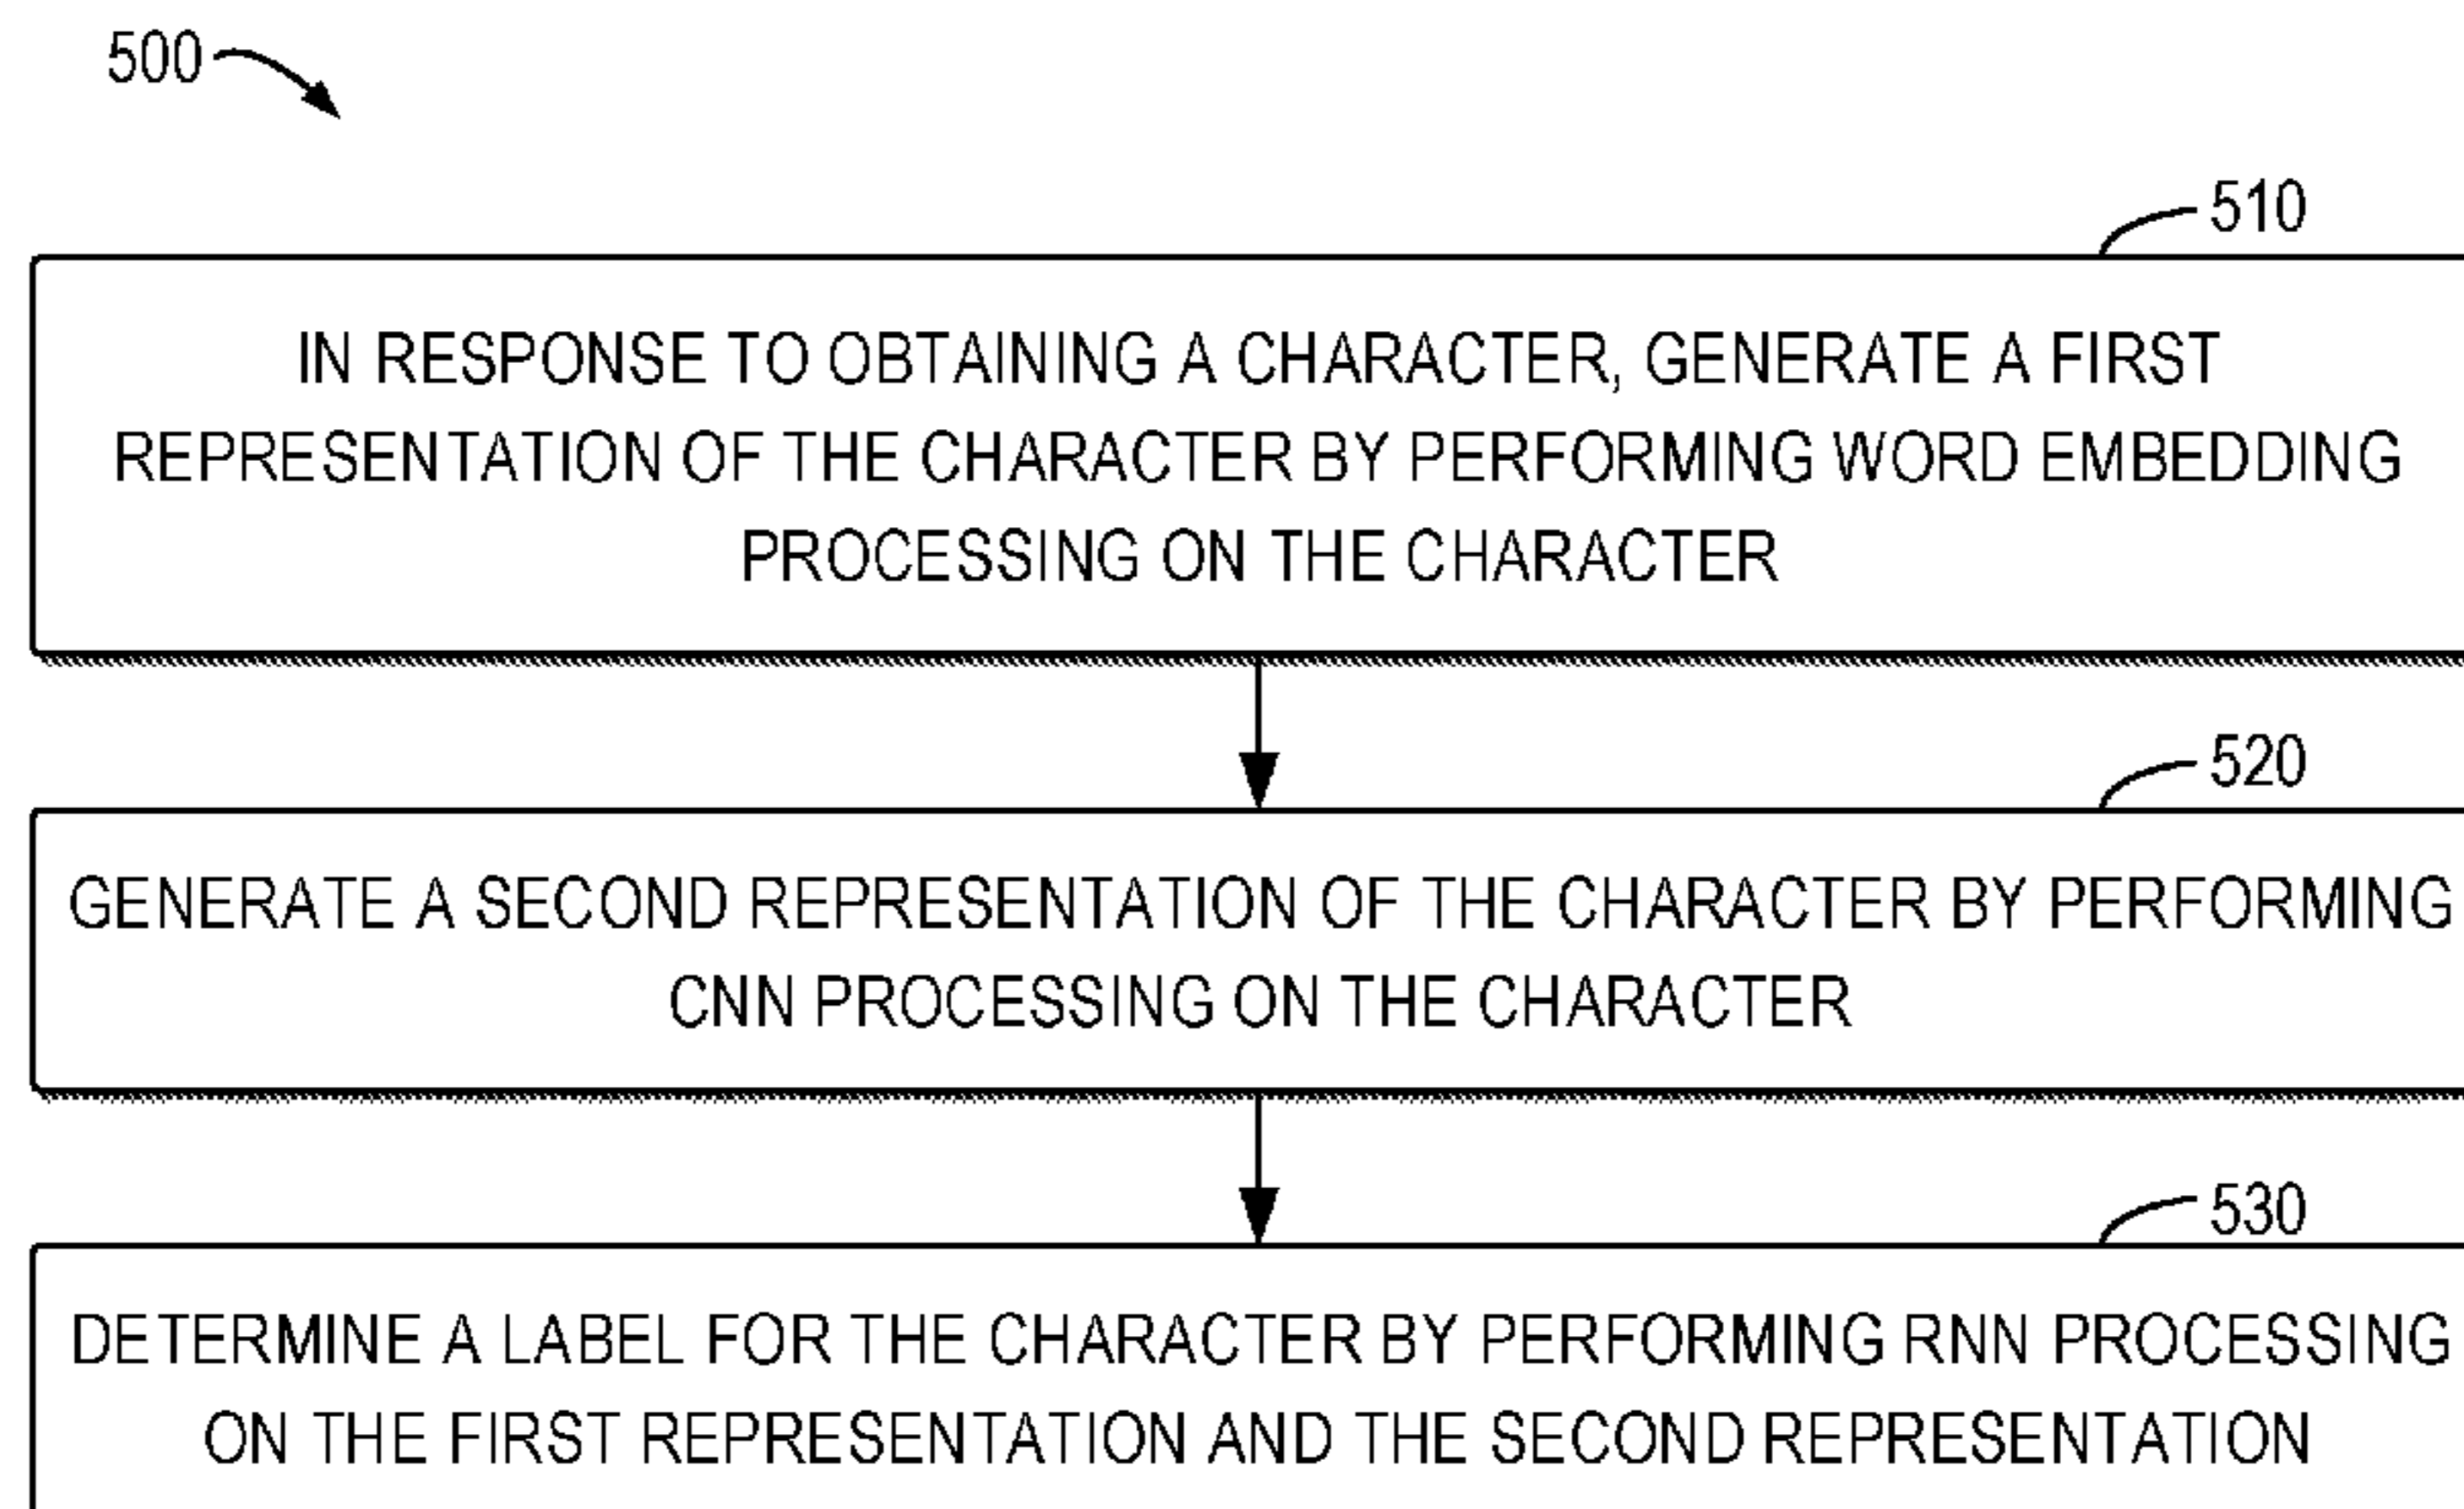 500
510
IN RESPONSE TO OBTAINING A CHARACTER, GENERATE A FIRST
REPRESENTATION OF THE CHARACTER BY PERFORMING WORD EMBEDDING
PROCESSING ON THE CHARACTER
520
GENERATE A SECOND REPRESENTATION OF THE CHARACTER BY PERFORMING
CNN PROCESSING ON THE CHARACTER
530
DETERMINE A LABEL FOR THE CHARACTER BY PERFORMING RNN PROCESSING
ON THE FIRST REPRESENTATION AND THE SECOND REPRESENTATION